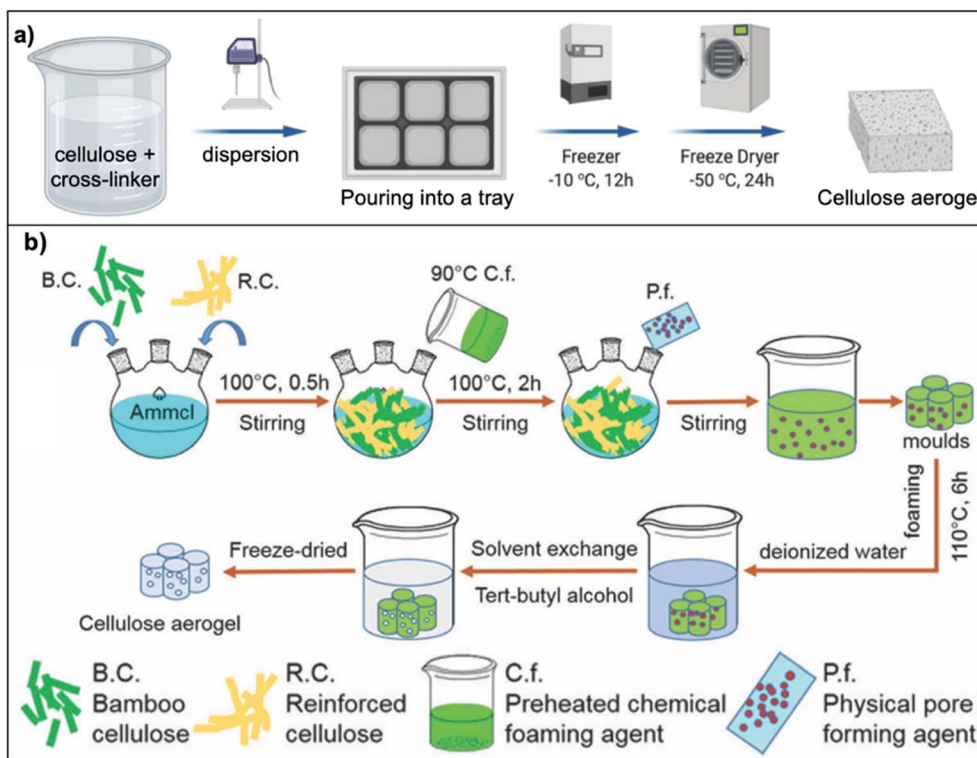 a)
cellulose +
cross-linker
dispersion
Pouring into a tray
Freezer
-10 °C, 12h
Freeze Dryer
-50 °C, 24h
Cellulose aeroge
b)
B.C.
R.C.
90°C C.f.
P.f.
Ammcl
100°C, 0.5h
Stirring
100°C, 2h
Stirring
Stirring
moulds
foaming
110°C, 6h
deionized water
Solvent exchange
Tert-butyl alcohol
Freeze-dried
Cellulose aerogel
B.C.
Bamboo
cellulose
R.C.
Reinforced
cellulose
C.f.
Preheated chemical
foaming agent
P.f.
Physical pore
forming agent